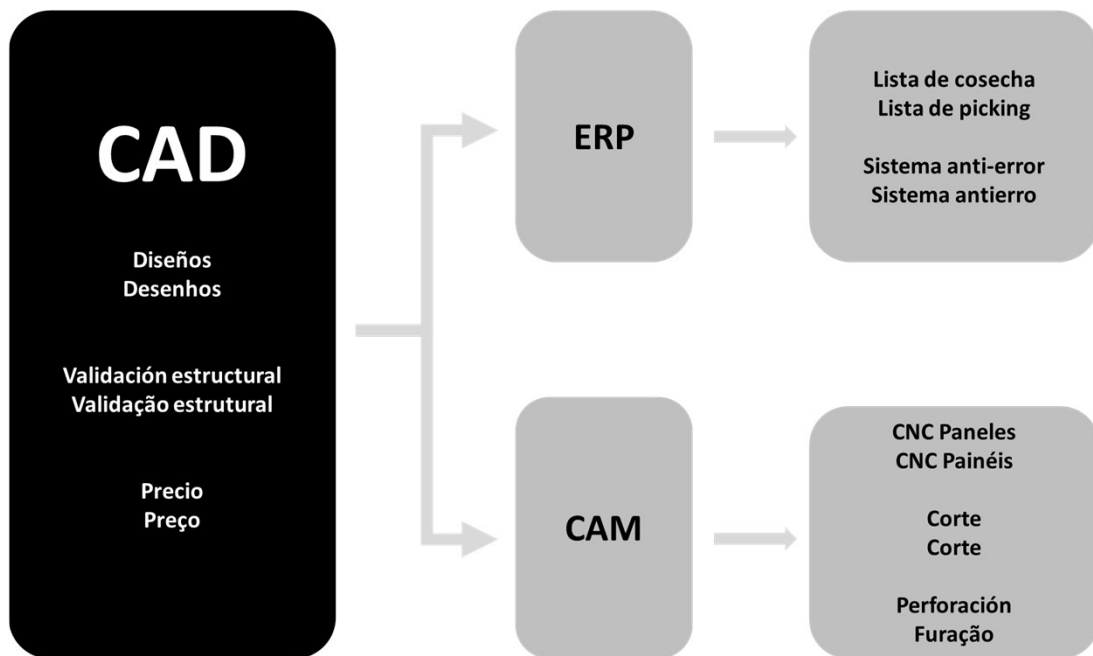 CAD
Diseños
Desenhos
Validación estructural
Validação estrutural
Precio
Preço
ERP
Lista de cosecha
Lista de picking
Sistema anti-error
Sistema antierro
CAM
CNC Paneles
CNC Painéis
Corte
Corte
Perforación
Furação